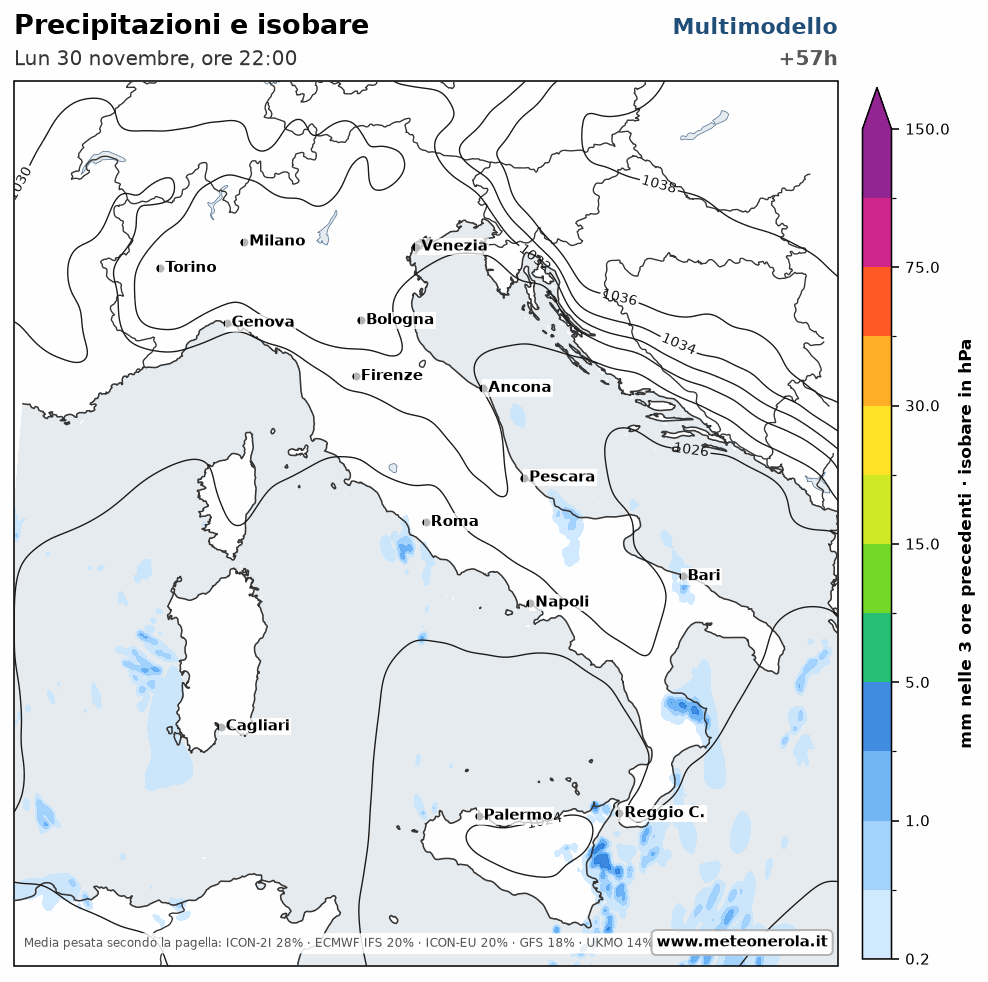 Precipitazioni e isobare
Multimodello
Lun 30 novembre, ore 22:00
+57h
150.0
75.0
30.0
15.0
5.0
1.0
0.2
mm nelle 3 ore precedenti · isobare in hPa
1030
1038
Milano
Venezia
Torino
1036
Genova
Bologna
1034
Firenze
Ancona
1026
Pescara
Roma
Bari
Napoli
Cagliari
Palermo
Reggio C.
Media pesata secondo la pagella: ICON-2I 28% · ECMWF IFS 20% · ICON-EU 20% · GFS 18% · UKMO 14%
www.meteonerola.it